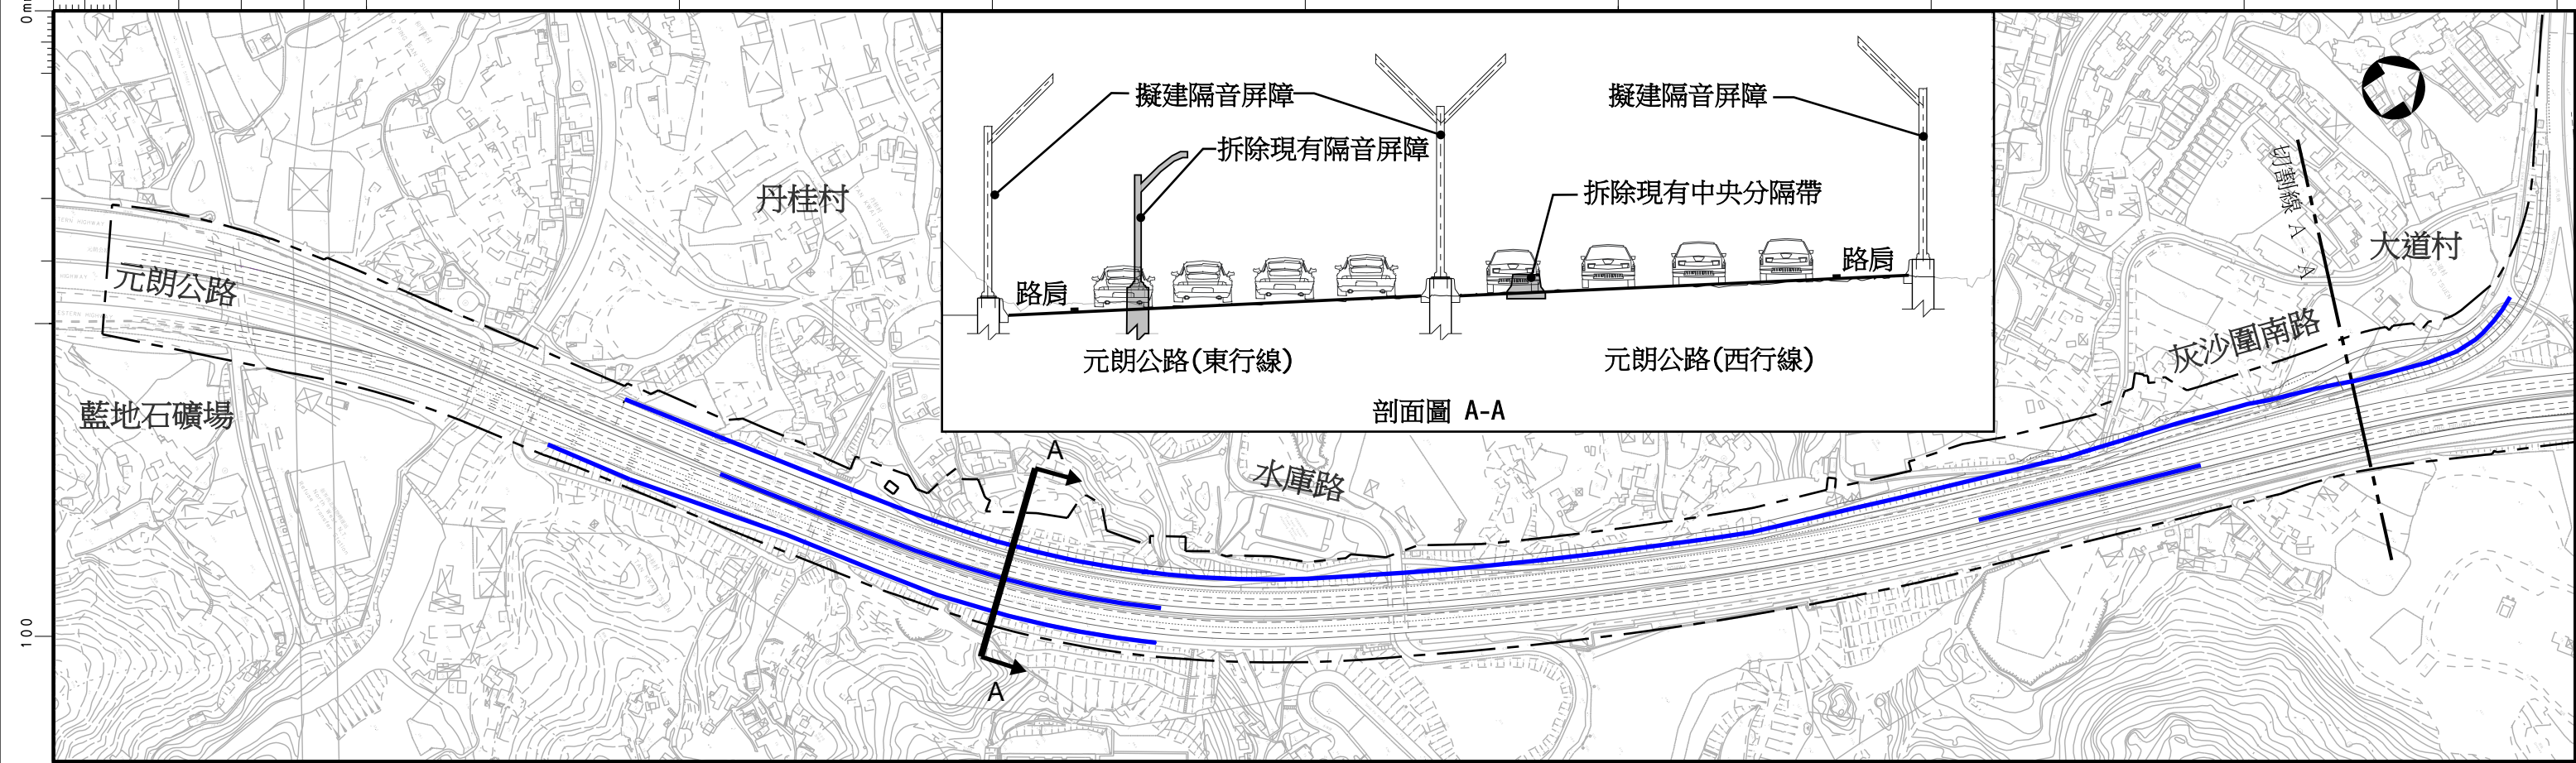 0
100
擬建隔音屏障
擬建隔音屏障
拆除現有隔音屏障
拆除現有中央分隔帶
路肩
路肩
元朗公路(東行線)
元朗公路(西行線)
剖面圖 A-A
丹桂村
元朗公路
藍地石礦場
水庫路
A
A
切割線 A - A
大道村
灰沙圍南路